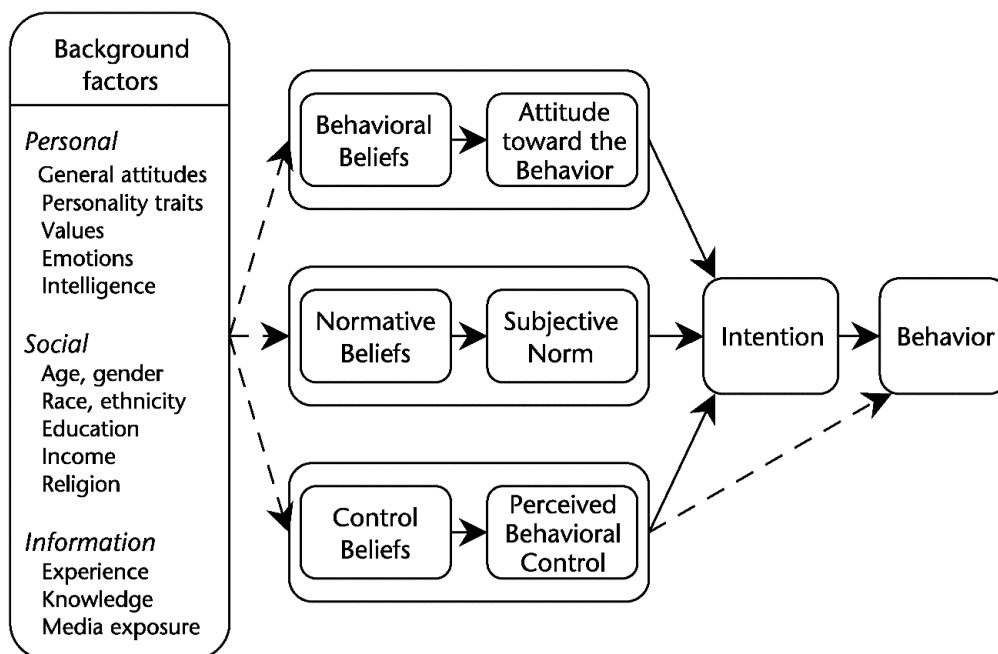 Background
factors
Personal
General attitudes
Personality traits
Values
Emotions
Intelligence
Social
Age, gender
Race, ethnicity
Education
Income
Religion
Information
Experience
Knowledge
Media exposure
Behavioral
Beliefs
Attitude
toward the
Behavior
Normative
Beliefs
Subjective
Norm
Control
Beliefs
Perceived
Behavioral
Control
Intention
Behavior